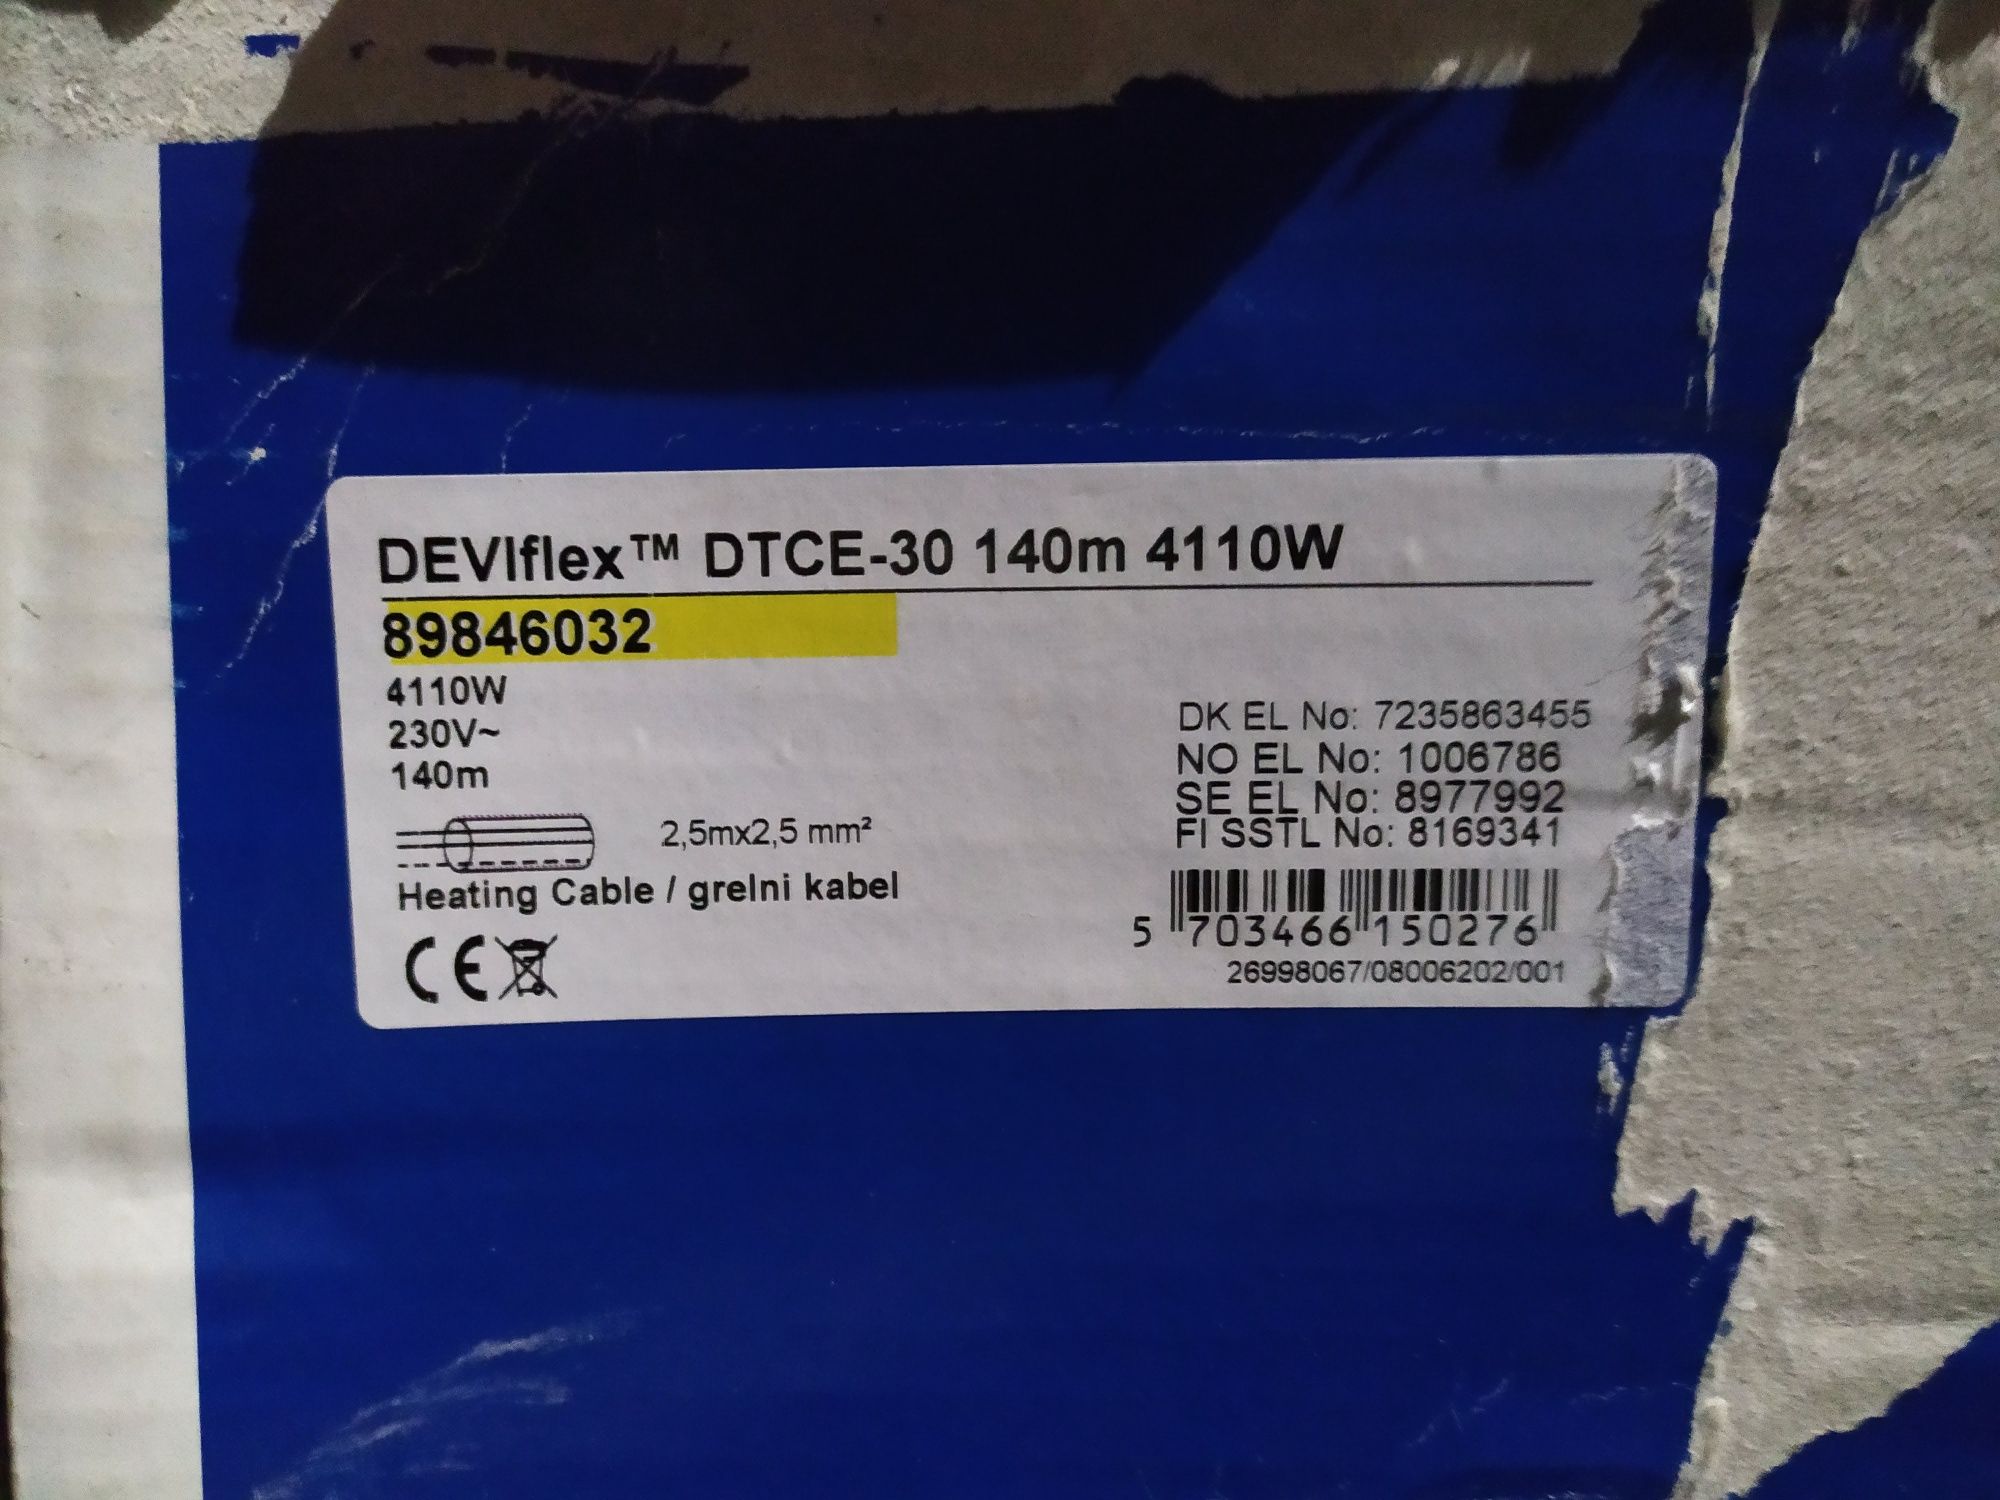 DEVIflex™ DTCE-30 140m 4110W
89846032
4110W
230V~
140m
2,5mx2,5 mm²
Heating Cable / grelni kabel
CE
DK EL No: 7235863455
NO EL No: 1006786
SE EL No: 8977992
FI SSTL No: 8169341
5 703466 150276
26998067/08006202/001